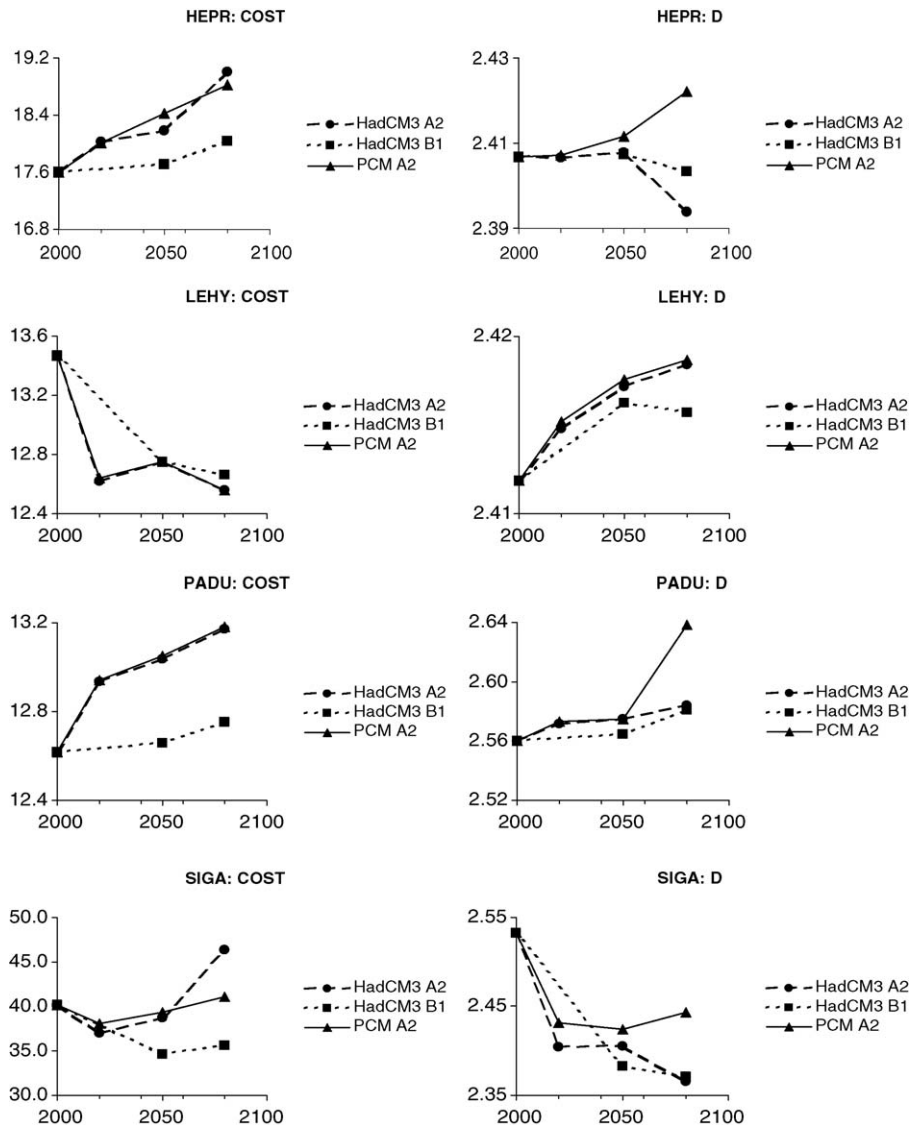 HEPR: COST
19.2
18.4
17.6
16.8
2000 2050 2100
HadCM3 A2
HadCM3 B1
PCM A2
HEPR: D
2.43
2.41
2.39
2000 2050 2100
HadCM3 A2
HadCM3 B1
PCM A2
LEHY: COST
13.6
13.2
12.8
12.4
2000 2050 2100
HadCM3 A2
HadCM3 B1
PCM A2
LEHY: D
2.42
2.41
2000 2050 2100
HadCM3 A2
HadCM3 B1
PCM A2
PADU: COST
13.2
12.8
12.4
2000 2050 2100
HadCM3 A2
HadCM3 B1
PCM A2
PADU: D
2.64
2.60
2.56
2.52
2000 2050 2100
HadCM3 A2
HadCM3 B1
PCM A2
SIGA: COST
50.0
45.0
40.0
35.0
30.0
2000 2050 2100
HadCM3 A2
HadCM3 B1
PCM A2
SIGA: D
2.55
2.45
2.35
2000 2050 2100
HadCM3 A2
HadCM3 B1
PCM A2